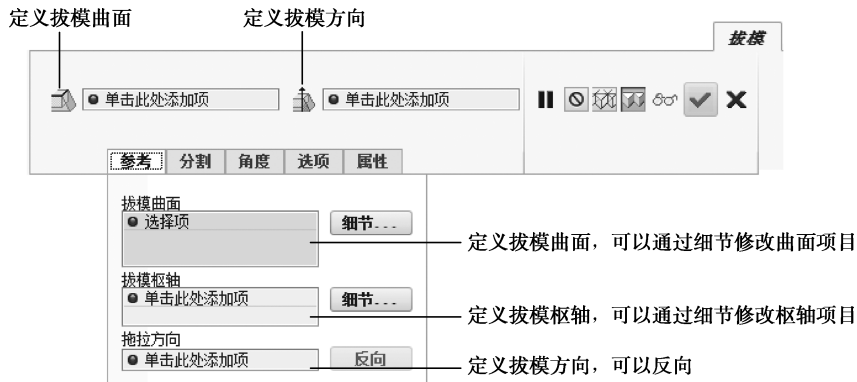 定义拔模曲面
定义拔模方向
拔模
单击此处添加项
单击此处添加项
参考 分割 角度 选项 属性
拔模曲面
选择项
细节...
定义拔模曲面，可以通过细节修改曲面项目
拔模枢轴
单击此处添加项
细节...
定义拔模枢轴，可以通过细节修改枢轴项目
拖拉方向
单击此处添加项
反向
定义拔模方向，可以反向